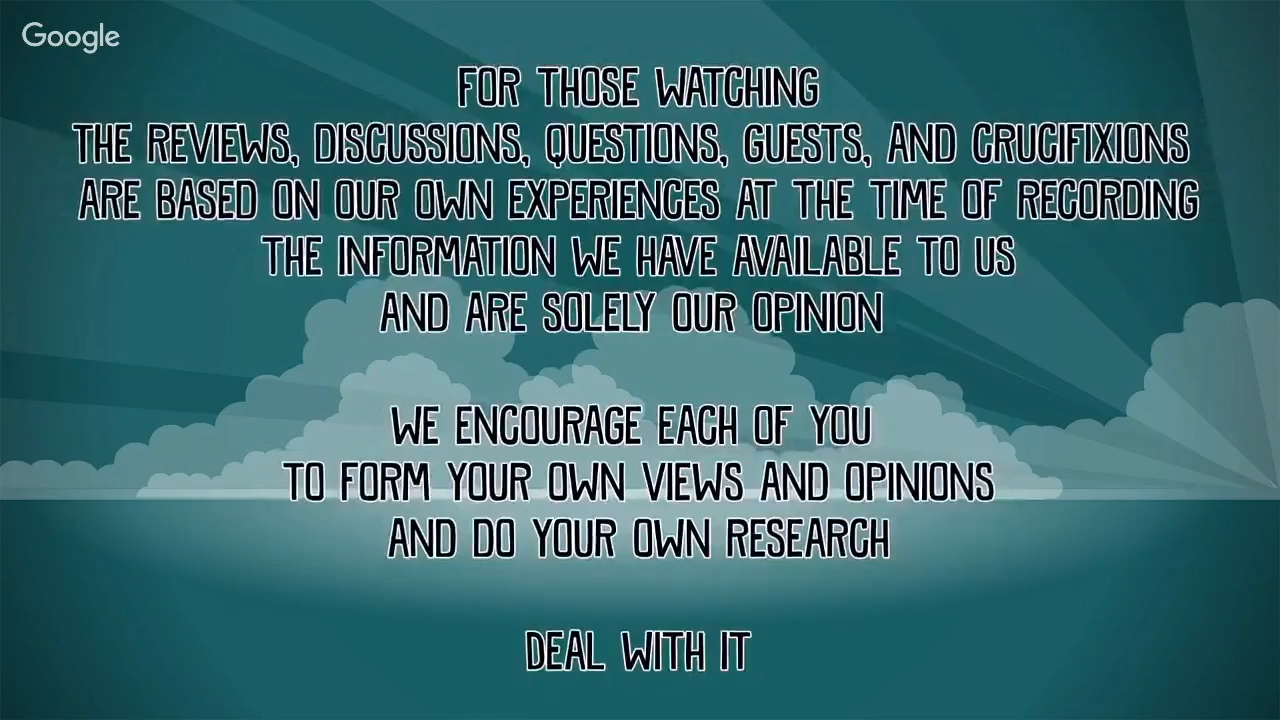 Google
FOR THOSE WATCHING
THE REVIEWS, DISCUSSIONS, QUESTIONS, GUESTS, AND CRUCIFIXIONS
ARE BASED ON OUR OWN EXPERIENCES AT THE TIME OF RECORDING
THE INFORMATION WE HAVE AVAILABLE TO US
AND ARE SOLELY OUR OPINION
WE ENCOURAGE EACH OF YOU
TO FORM YOUR OWN VIEWS AND OPINIONS
AND DO YOUR OWN RESEARCH
DEAL WITH IT